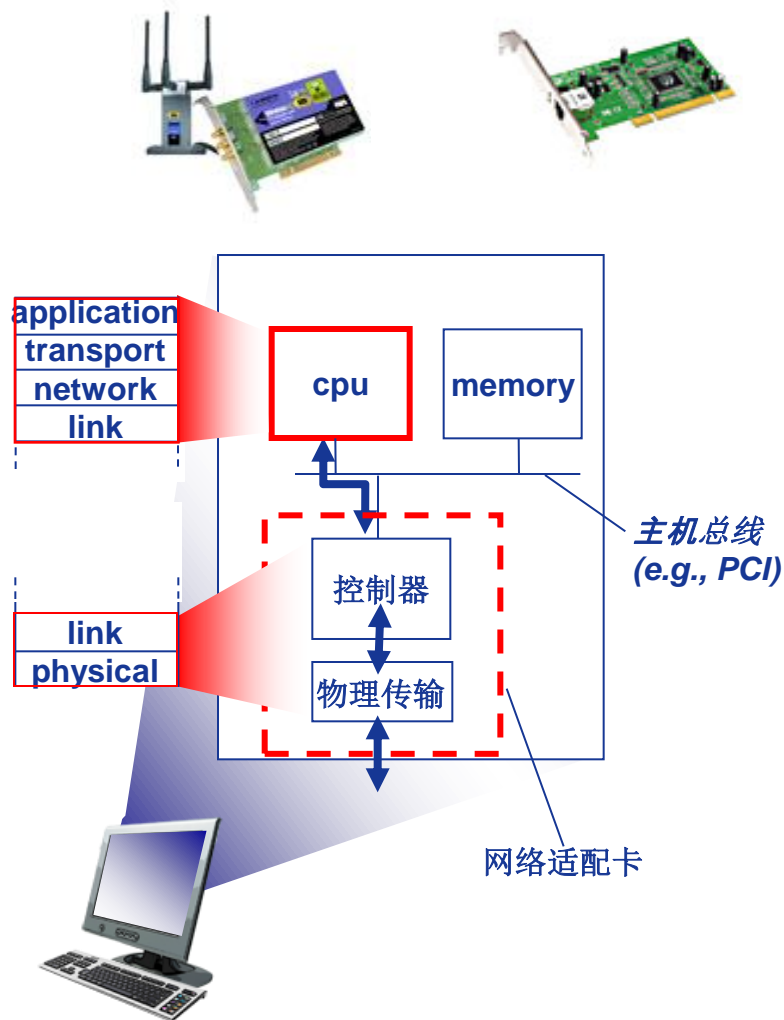 application
transport
network
link
cpu
memory
主机总线
(e.g., PCI)
控制器
link
physical
物理传输
网络适配卡